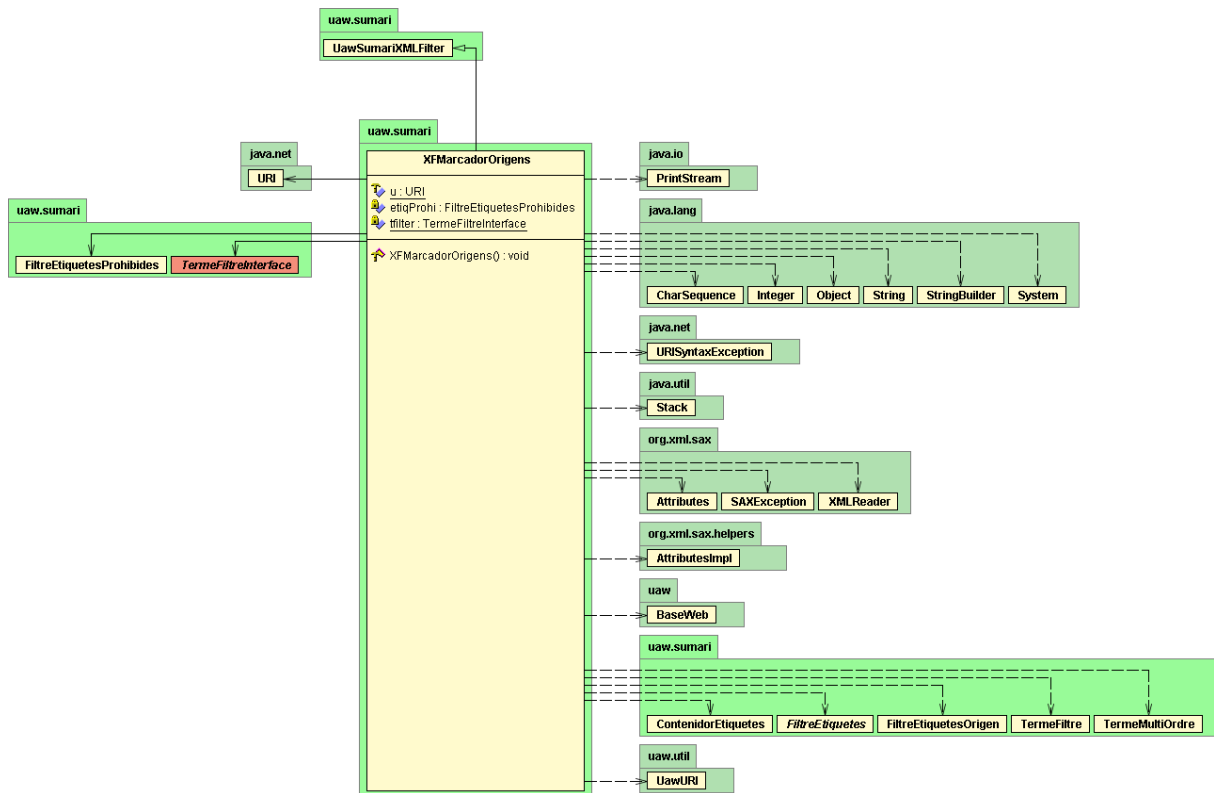 uaw.sumari
UawSumariXMLFilter
uaw.sumari
XFMarcadorOrigens
u : URI
etiqProhi : FiltreEtiquetesProhibides
tfilter : TermeFiltreInterface
XFMarcadorOrigens() : void
java.net
URI
uaw.sumari
FiltreEtiquetesProhibides TermeFiltreInterface
java.io
PrintStream
java.lang
CharSequence Integer Object String StringBuilder System
java.net
URISyntaxException
java.util
Stack
org.xml.sax
Attributes SAXException XMLReader
org.xml.sax.helpers
AttributesImpl
uaw
BaseWeb
uaw.sumari
ContenidorEtiquetes FiltreEtiquetes FiltreEtiquetesOrigen TermeFiltre TermeMultiOrdre
uaw.util
UawURI